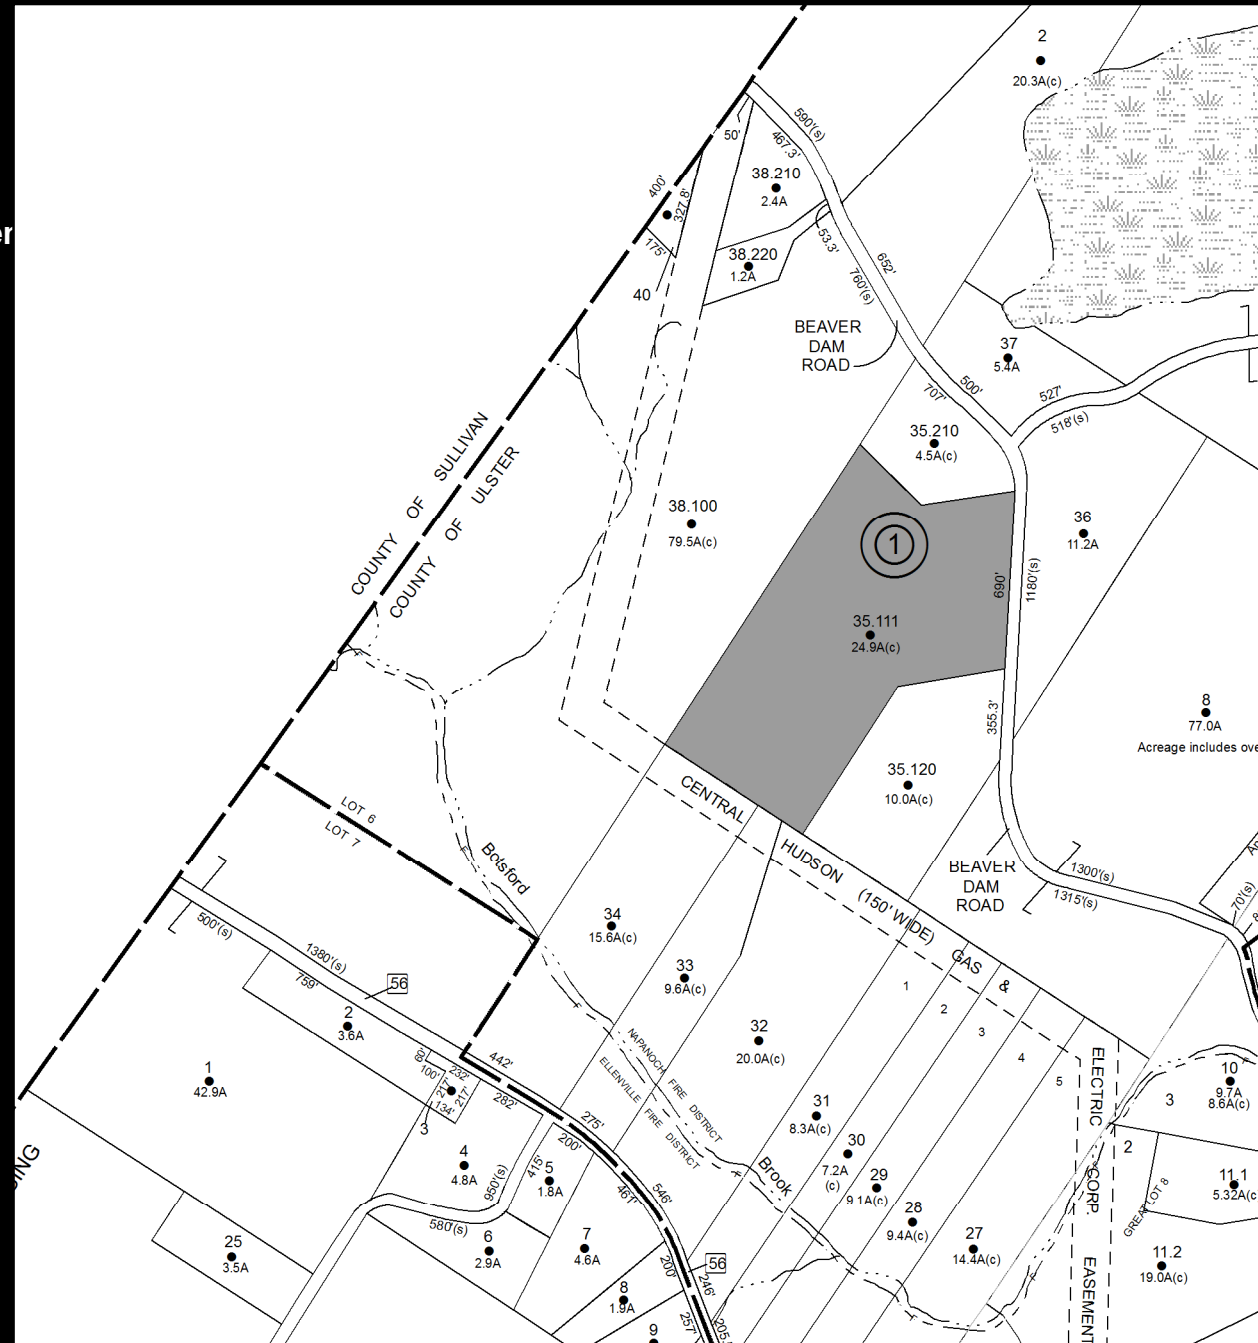 2
20.3A(c)
590'(s)
50'
467.3'
38.210
2.4A
400'
327.8'
er
175'
53.3'
38.220
1.2A
652'
760'(s)
40
BEAVER
DAM
ROAD
37
5.4A
707'
500'
527'
518'(s)
COUNTY OF SULLIVAN
COUNTY OF ULSTER
35.210
4.5A(c)
38.100
79.5A(c)
1
36
11.2A
690'
1180'(s)
35.111
24.9A(c)
355.3'
8
77.0A
Acreage includes ove
35.120
10.0A(c)
LOT 6
LOT 7
CENTRAL HUDSON (150' WIDE) GAS & ELECTRIC CORP. EASEMENT
Botsford
BEAVER
DAM
ROAD
1300'(s)
1315'(s)
70'(s)
34
15.6A(c)
33
9.6A(c)
32
20.0A(c)
500'(s)
1380'(s)
759'
56
1
2
3
4
5
2
3.6A
1
42.9A
NAPANOCH FIRE DISTRICT
ELLENVILLE FIRE DISTRICT
60'
100'
232'
217'
217'
134'
442'
282'
3
275'
200'
31
8.3A(c)
30
7.2A
(c)
29
9.1A(c)
28
9.4A(c)
27
14.4A(c)
10
9.7A
8.6A(c)
3
2
11.1
5.32A(c
GREAT LOT 8
11.2
19.0A(c)
Brook
4
4.8A
950'(s)
415'
5
1.8A
461'
546'
580'(s)
6
2.9A
7
4.6A
25
3.5A
200'
56
246'
8
1.9A
257'
205.
9
SING